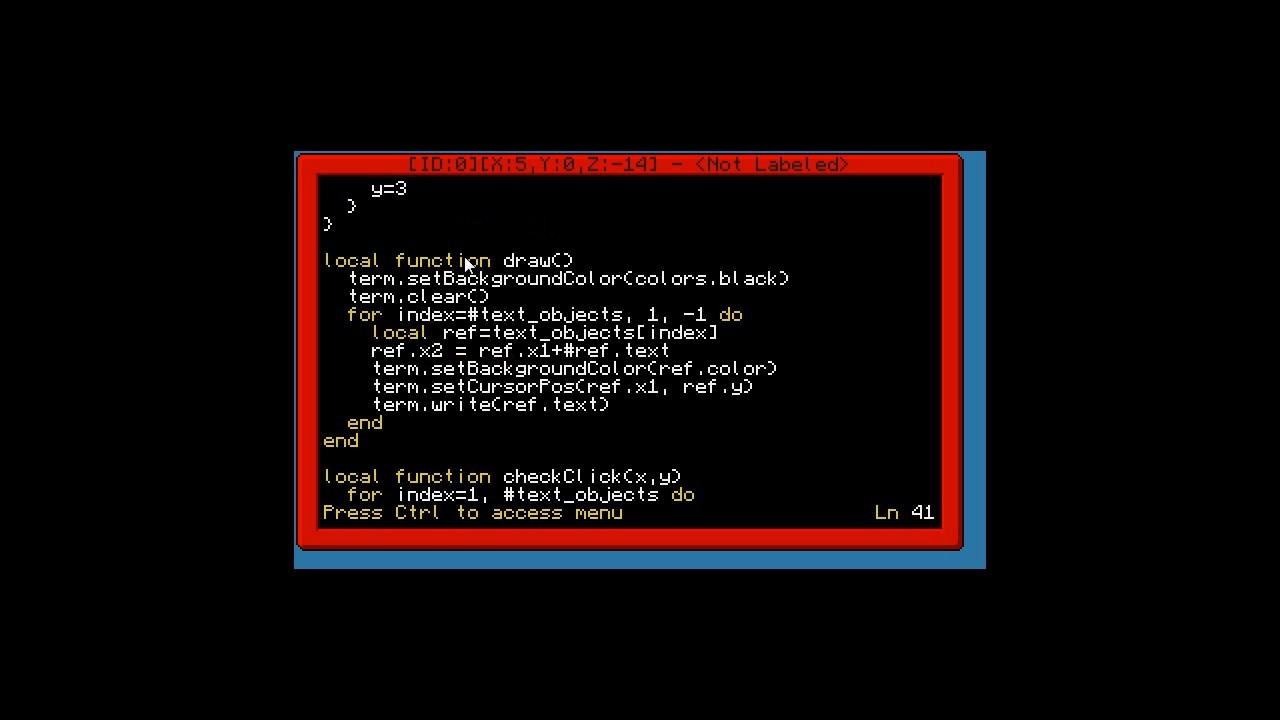 [ID:0][X:5,Y:0,Z:-14] - <Not Labeled>
y=3
}
}
local function draw()
term.setBackgroundColor(colors.black)
term.clear()
for index=#text_objects, 1, -1 do
local ref=text_objects[index]
ref.x2 = ref.x1+#ref.text
term.setBackgroundColor(ref.color)
term.setCursorPos(ref.x1, ref.y)
term.write(ref.text)
end
end
local function checkClick(x,y)
for index=1, #text_objects do
Press Ctrl to access menu Ln 41